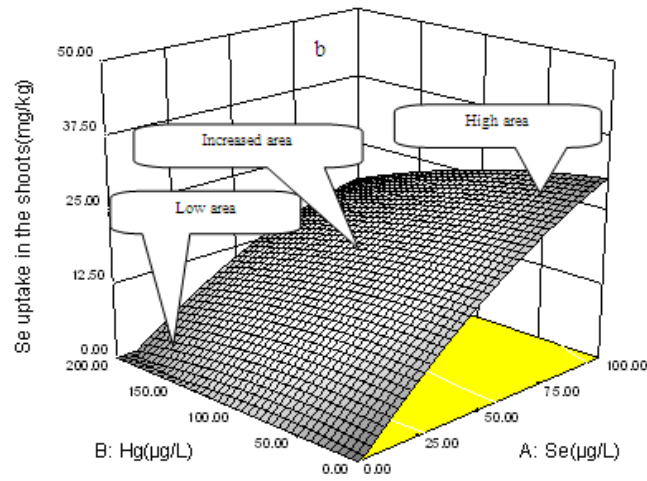 b
50.00
37.50
25.00
12.50
0.00
Se uptake in the shoots(mg/kg)
High area
Increased area
Low area
200.00
150.00
100.00
50.00
0.00
B: Hg(µg/L)
0.00
25.00
50.00
75.00
100.00
A: Se(µg/L)